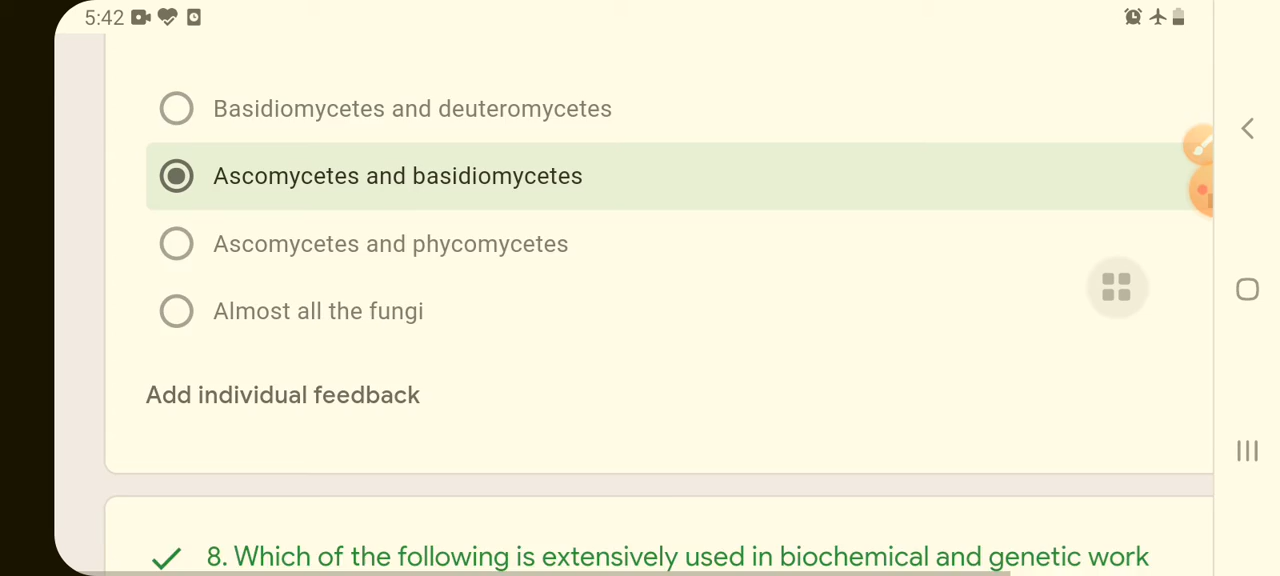 5:42
Basidiomycetes and deuteromycetes
Ascomycetes and basidiomycetes
Ascomycetes and phycomycetes
Almost all the fungi
Add individual feedback
8. Which of the following is extensively used in biochemical and genetic work